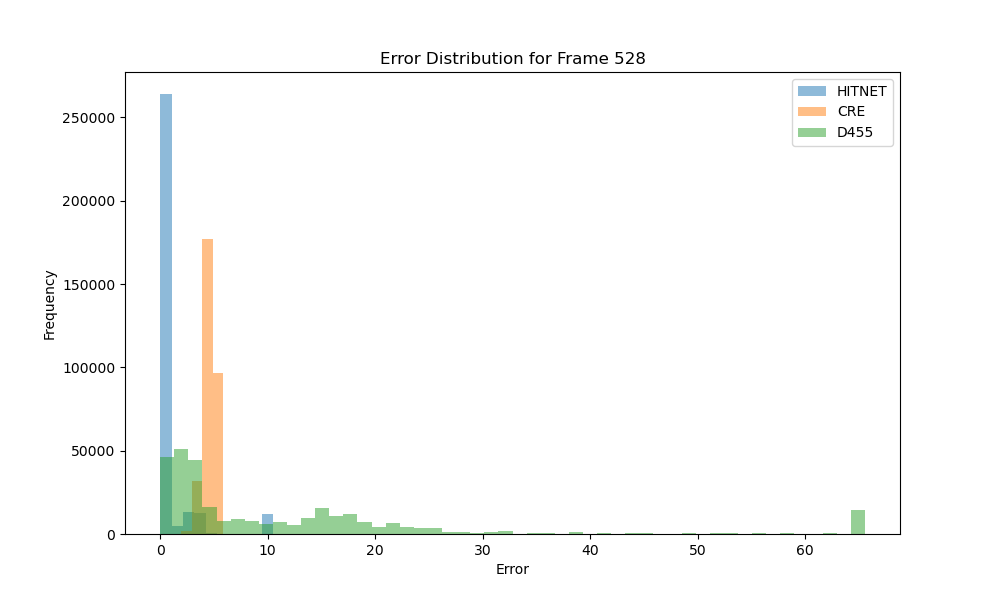 Error Distribution for Frame 528
HITNET
CRE
D455
250000
200000
150000
100000
50000
0
Frequency
0 10 20 30 40 50 60
Error